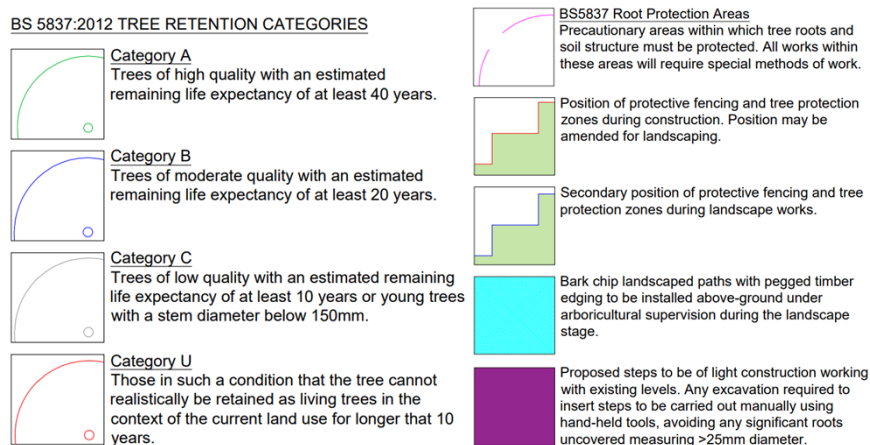 BS 5837:2012 TREE RETENTION CATEGORIES
Category A
Trees of high quality with an estimated
remaining life expectancy of at least 40 years.
Category B
Trees of moderate quality with an estimated
remaining life expectancy of at least 20 years.
Category C
Trees of low quality with an estimated remaining
life expectancy of at least 10 years or young trees
with a stem diameter below 150mm.
Category U
Those in such a condition that the tree cannot
realistically be retained as living trees in the
context of the current land use for longer that 10
years.
BS5837 Root Protection Areas
Precautionary areas within which tree roots and
soil structure must be protected. All works within
these areas will require special methods of work.
Position of protective fencing and tree protection
zones during construction. Position may be
amended for landscaping.
Secondary position of protective fencing and tree
protection zones during landscape works.
Bark chip landscaped paths with pegged timber
edging to be installed above-ground under
arboricultural supervision during the landscape
stage.
Proposed steps to be of light construction working
with existing levels. Any excavation required to
insert steps to be carried out manually using
hand-held tools, avoiding any significant roots
uncovered measuring >25mm diameter.